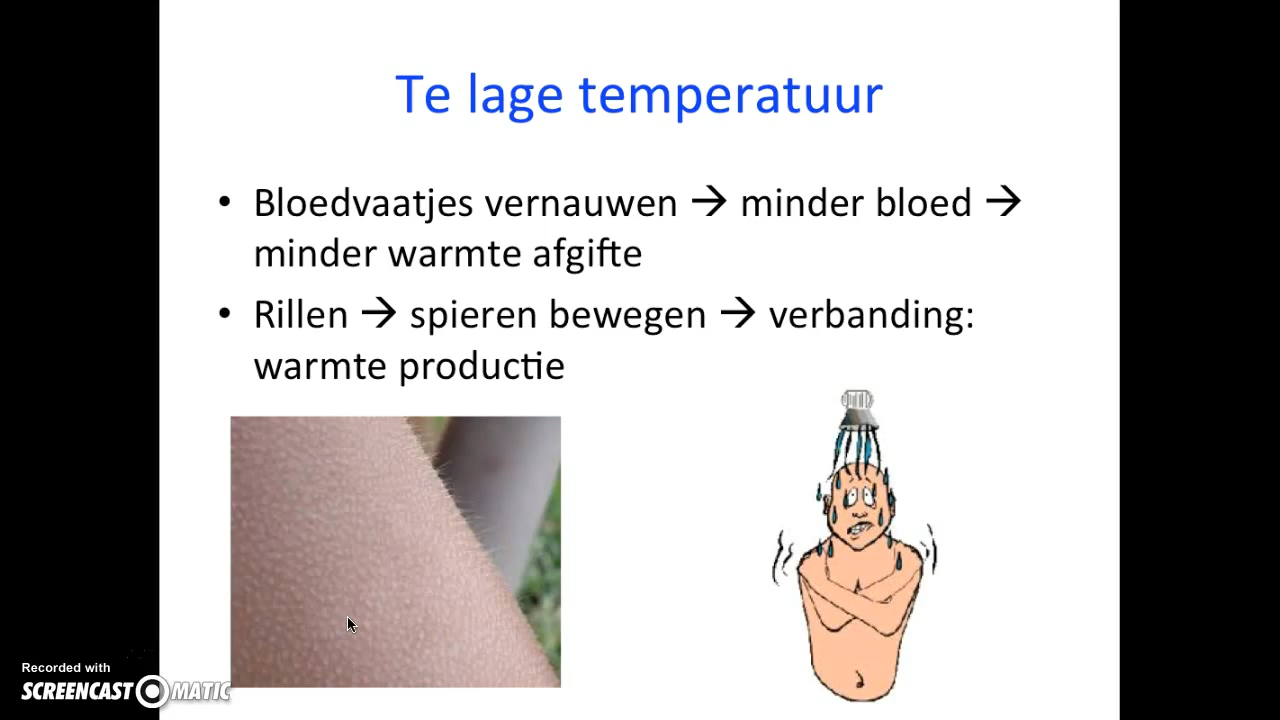 Te lage temperatuur
• Bloedvaatjes vernauwen → minder bloed →
minder warmte afgifte
• Rillen → spieren bewegen → verbanding:
warmte productie
Recorded with
SCREENCAST MATIC